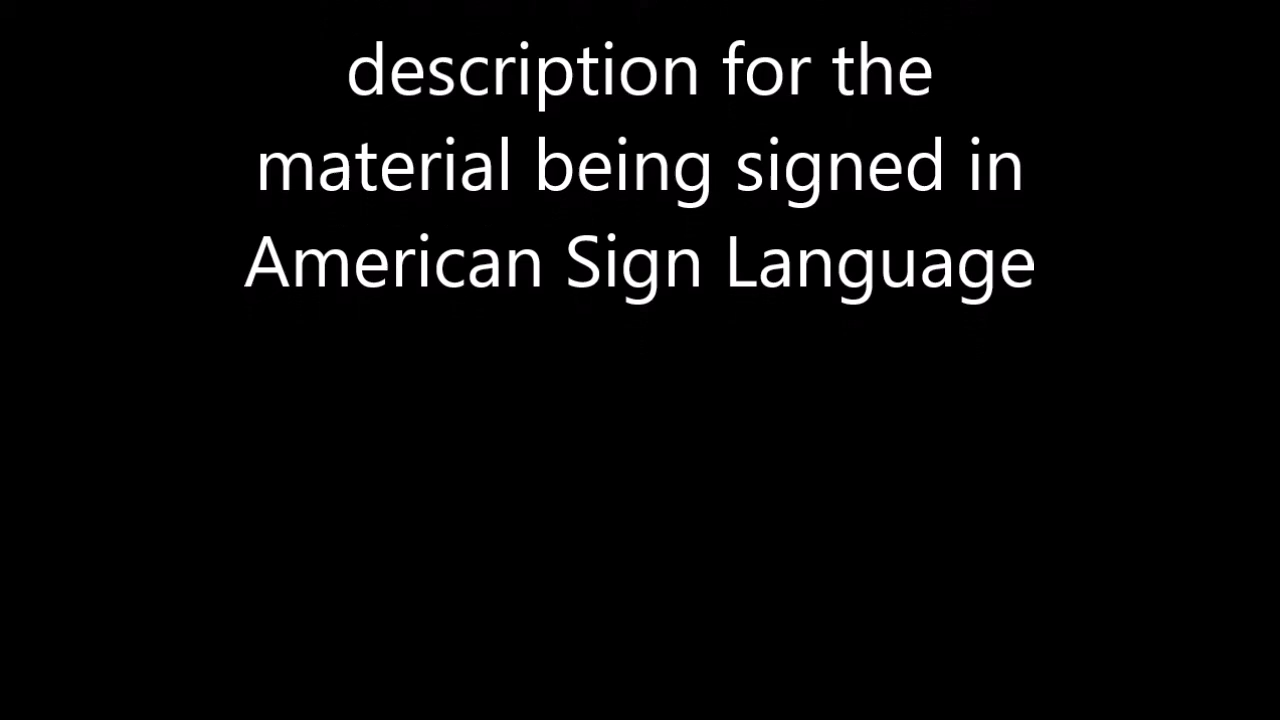 description for the
material being signed in
American Sign Language